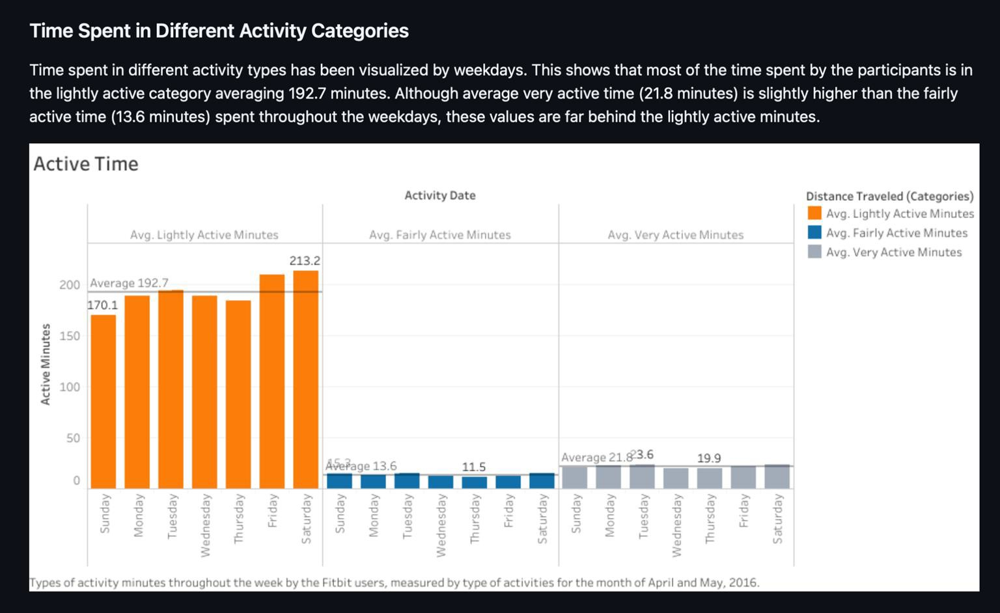 Time Spent in Different Activity Categories
Time spent in different activity types has been visualized by weekdays. This shows that most of the time spent by the participants is in
the lightly active category averaging 192.7 minutes. Although average very active time (21.8 minutes) is slightly higher than the fairly
active time (13.6 minutes) spent throughout the weekdays, these values are far behind the lightly active minutes.
Active Time
Activity Date
Avg. Lightly Active Minutes
Avg. Fairly Active Minutes
Avg. Very Active Minutes
Distance Traveled (Categories)
Avg. Lightly Active Minutes
Avg. Fairly Active Minutes
Avg. Very Active Minutes
Active Minutes
200
150
100
50
0
213.2
Average 192.7
170.1
15.3
Average 13.6
11.5
Average 21.8
23.6
19.9
Sunday
Monday
Tuesday
Wednesday
Thursday
Friday
Saturday
Sunday
Monday
Tuesday
Wednesday
Thursday
Friday
Saturday
Sunday
Monday
Tuesday
Wednesday
Thursday
Friday
Saturday
Types of activity minutes throughout the week by the Fitbit users, measured by type of activities for the month of April and May, 2016.